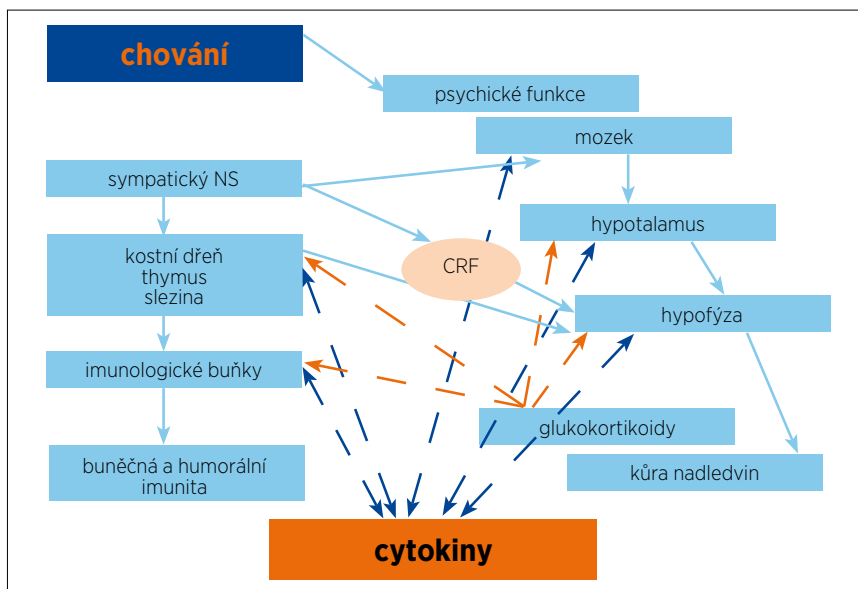 chování
psychické funkce
mozek
sympatický NS
hypotalamus
kostní dřeň
thymus
slezina
CRF
hypofýza
imunologické buňky
glukokortikoidy
buněčná a humorální
imunita
kůra nadledvin
cytokiny